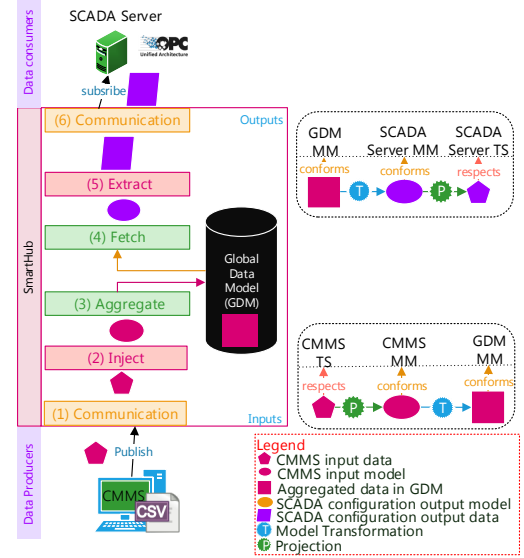 SCADA Server
Data consumers
OPC
Unified Architecture
subsribe
(6) Communication
Outputs
(5) Extract
(4) Fetch
SmartHub
Global
Data
Model
(GDM)
(3) Aggregate
(2) Inject
(1) Communication
Inputs
Data Producers
Publish
CMMS
CSV
GDM
MM
SCADA
Server MM
SCADA
Server TS
conforms
conforms
respects
T
P
CMMS
TS
CMMS
MM
GDM
MM
respects
conforms
conforms
P
T
Legend
CMMS input data
CMMS input model
Aggregated data in GDM
SCADA configuration output model
SCADA configuration output data
T Model Transformation
P Projection